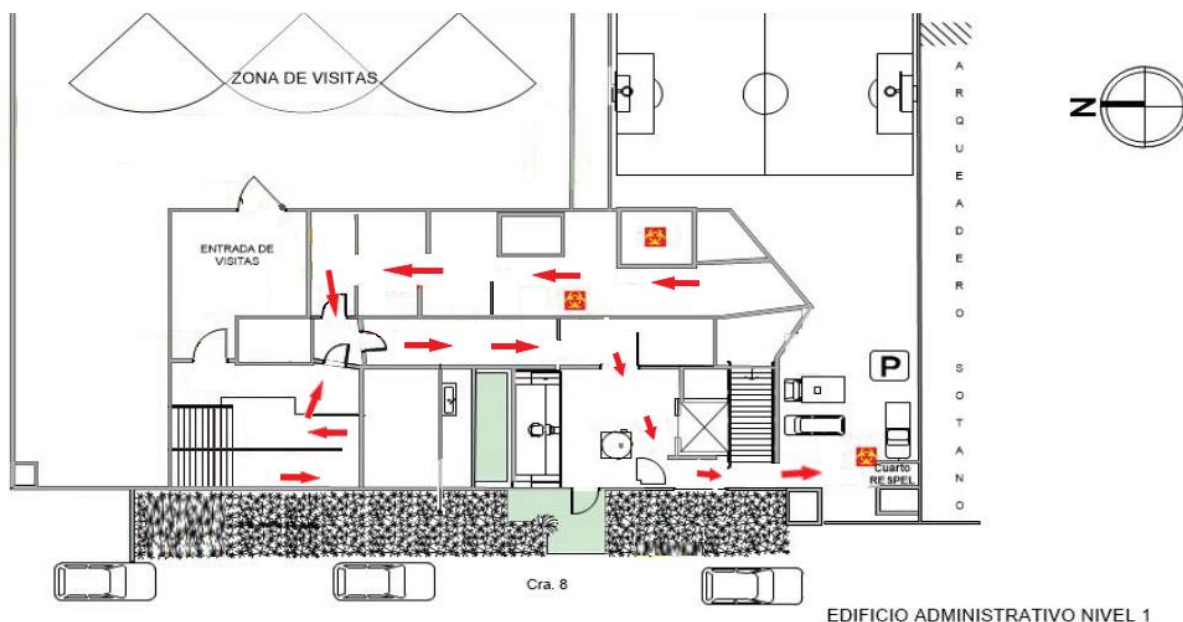 ZONA DE VISITAS
N
ENTRADA DE
VISITAS
A
R
Q
U
E
A
D
E
R
O
S
O
T
A
N
O
P
Cuarto
RESPEL
Cra. 8
EDIFICIO ADMINISTRATIVO NIVEL 1